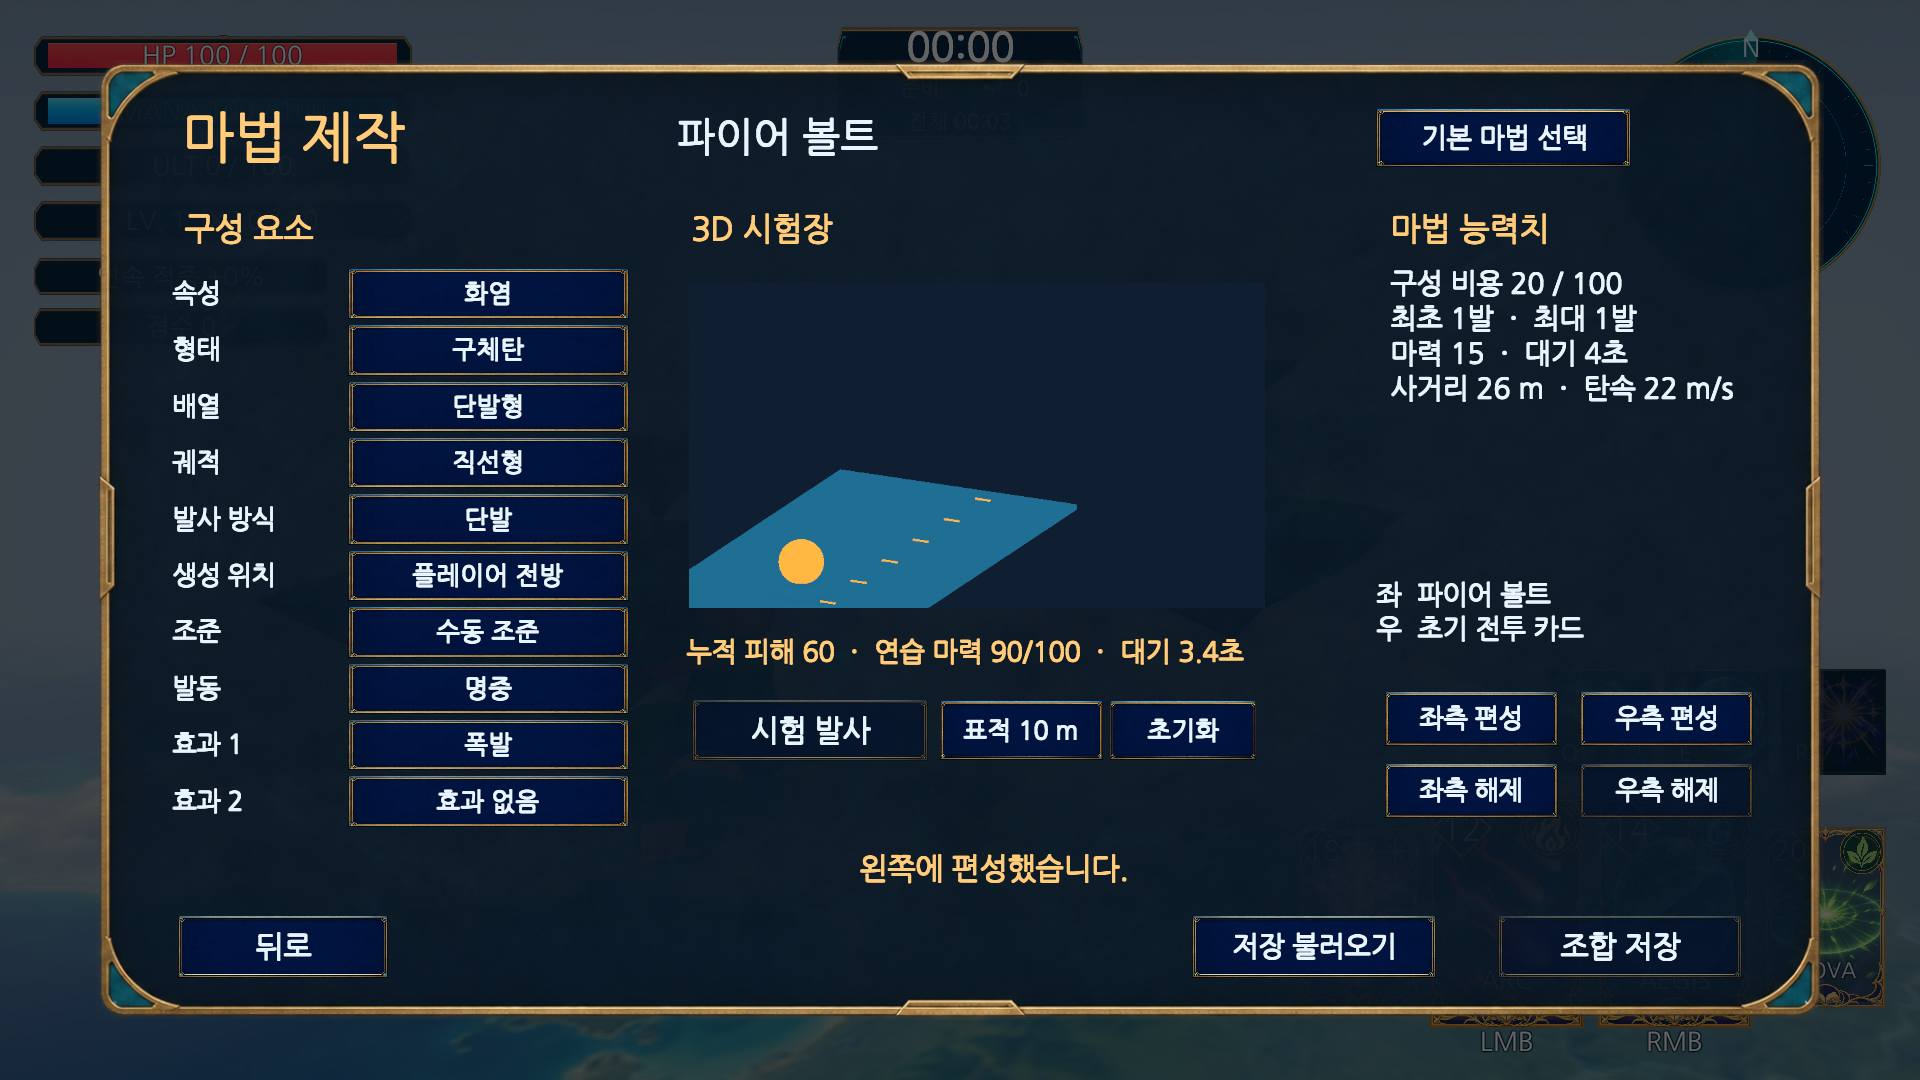 HP 100 / 100
00:00
N
마법 제작
파이어 볼트
기본 마법 선택
구성 요소
3D 시험장
마법 능력치
속성 화염
형태 구체탄
배열 단발형
궤적 직선형
발사 방식 단발
생성 위치 플레이어 전방
조준 수동 조준
발동 명중
효과 1 폭발
효과 2 효과 없음
구성 비용 20 / 100
최초 1발 · 최대 1발
마력 15 · 대기 4초
사거리 26 m · 탄속 22 m/s
누적 피해 60 · 연습 마력 90/100 · 대기 3.4초
시험 발사
표적 10 m
초기화
좌 파이어 볼트
우 초기 전투 카드
좌측 편성
우측 편성
좌측 해제
우측 해제
왼쪽에 편성했습니다.
뒤로
저장 불러오기
조합 저장
LMB
RMB